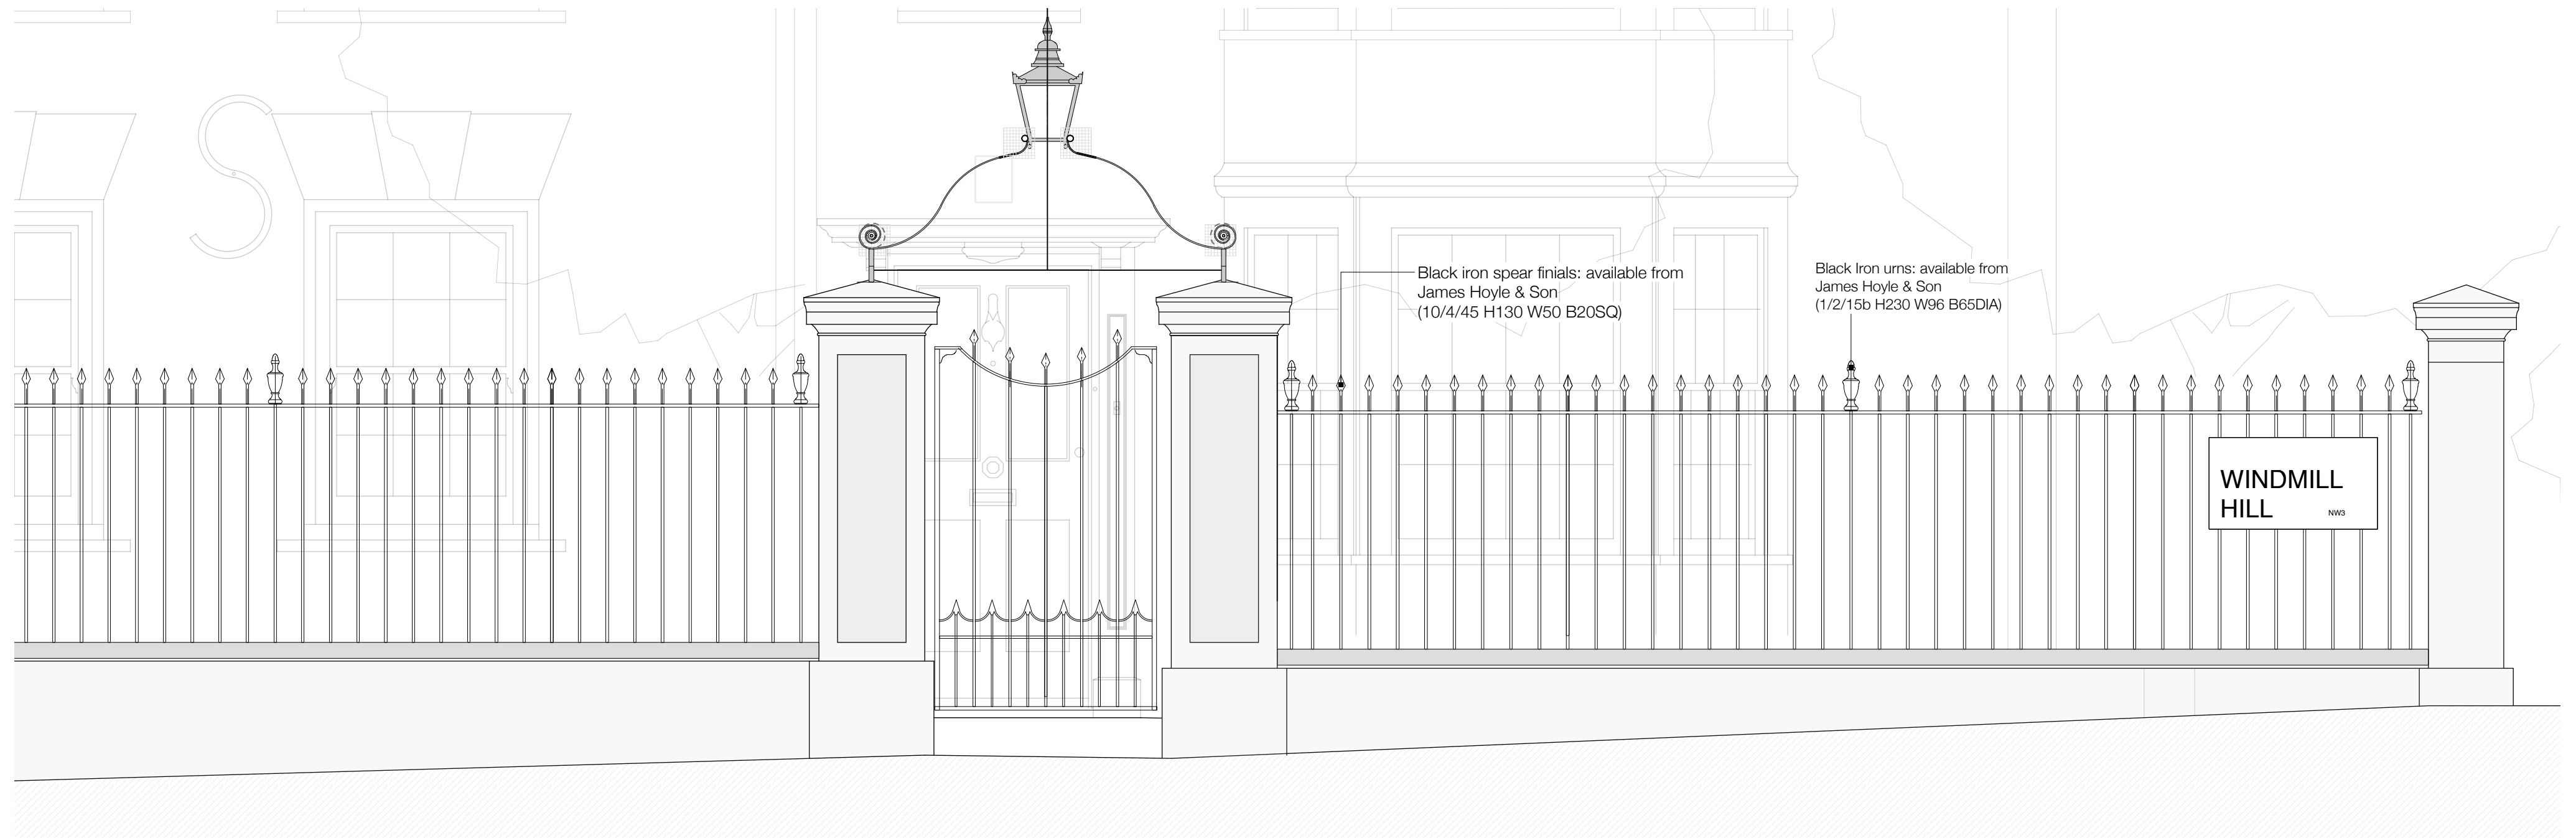 Black iron spear finials: available from
James Hoyle & Son
(10/4/45 H130 W50 B20SQ)
Black Iron urns: available from
James Hoyle & Son
(1/2/15b H230 W96 B65DIA)
WINDMILL
HILL NW3